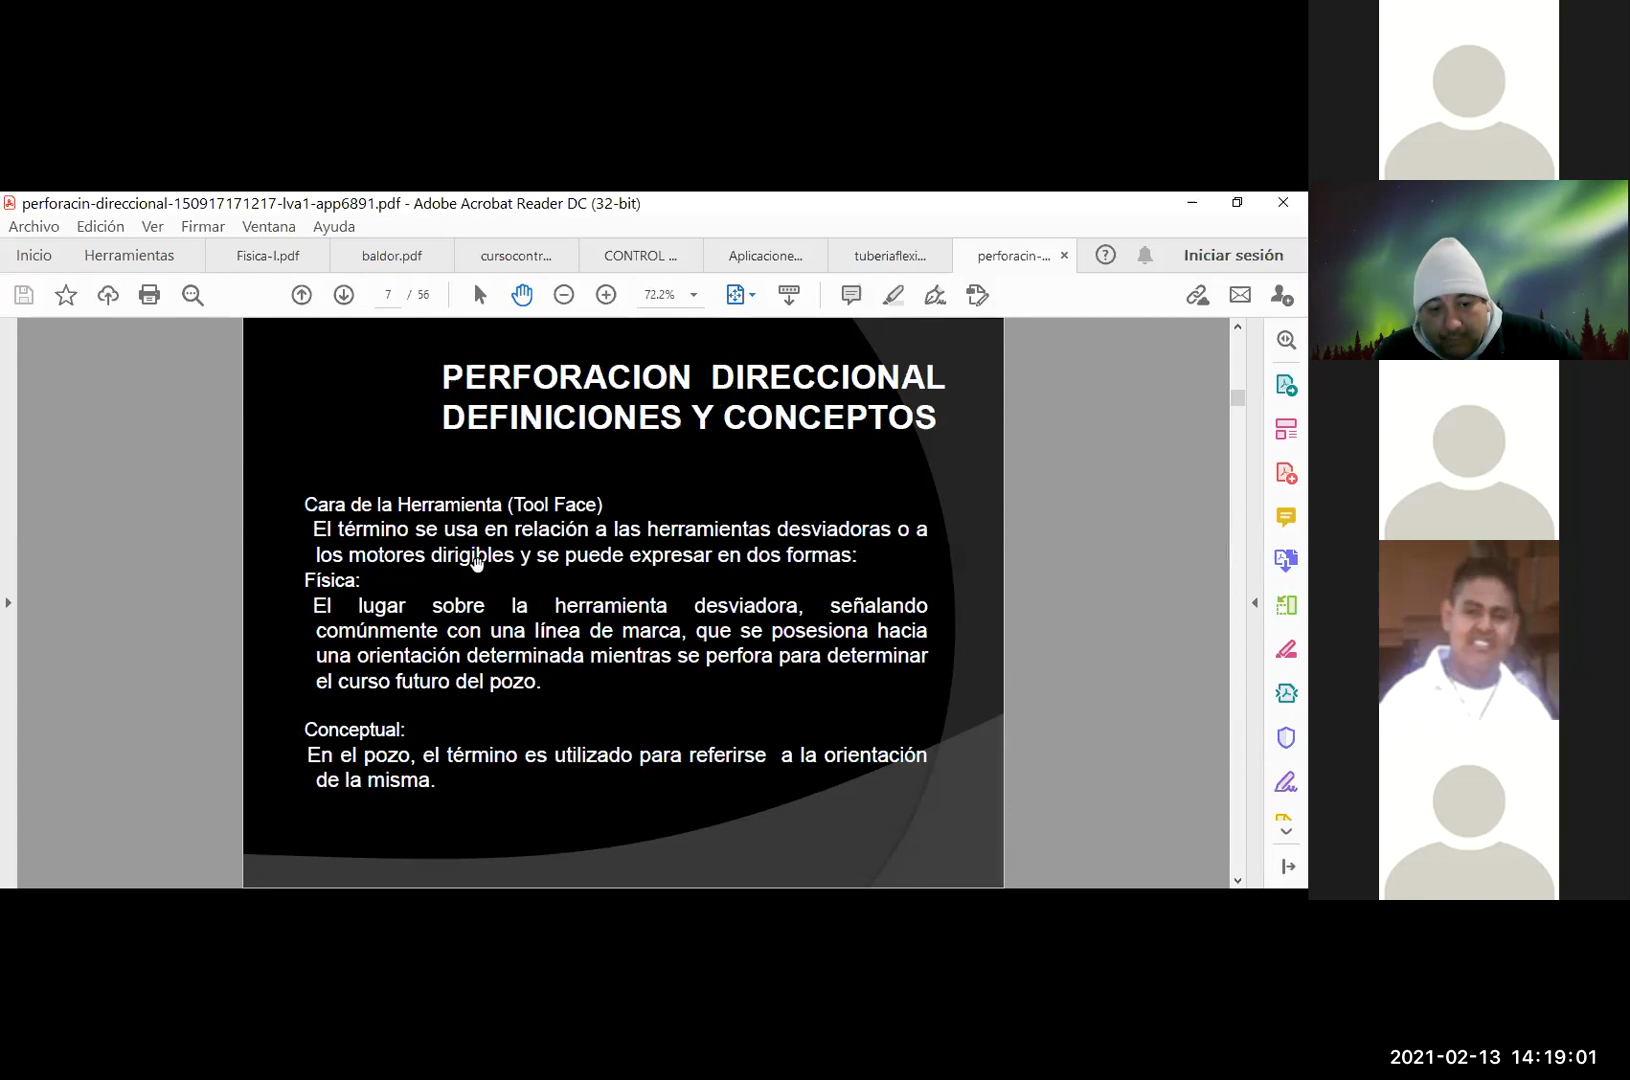 perforacin-direccional-150917171217-lva1-app6891.pdf - Adobe Acrobat Reader DC (32-bit)
Archivo Edición Ver Firmar Ventana Ayuda
Inicio Herramientas Fisica-I.pdf baldor.pdf cursocontr... CONTROL ... Aplicacione... tuberiaflexi... perforacin-... Iniciar sesión
7 / 56 72.2%
PERFORACION DIRECCIONAL
DEFINICIONES Y CONCEPTOS
Cara de la Herramienta (Tool Face)
El término se usa en relación a las herramientas desviadoras o a
los motores dirigibles y se puede expresar en dos formas:
Física:
El lugar sobre la herramienta desviadora, señalando
comúnmente con una línea de marca, que se posesiona hacia
una orientación determinada mientras se perfora para determinar
el curso futuro del pozo.
Conceptual:
En el pozo, el término es utilizado para referirse a la orientación
de la misma.
2021-02-13 14:19:01